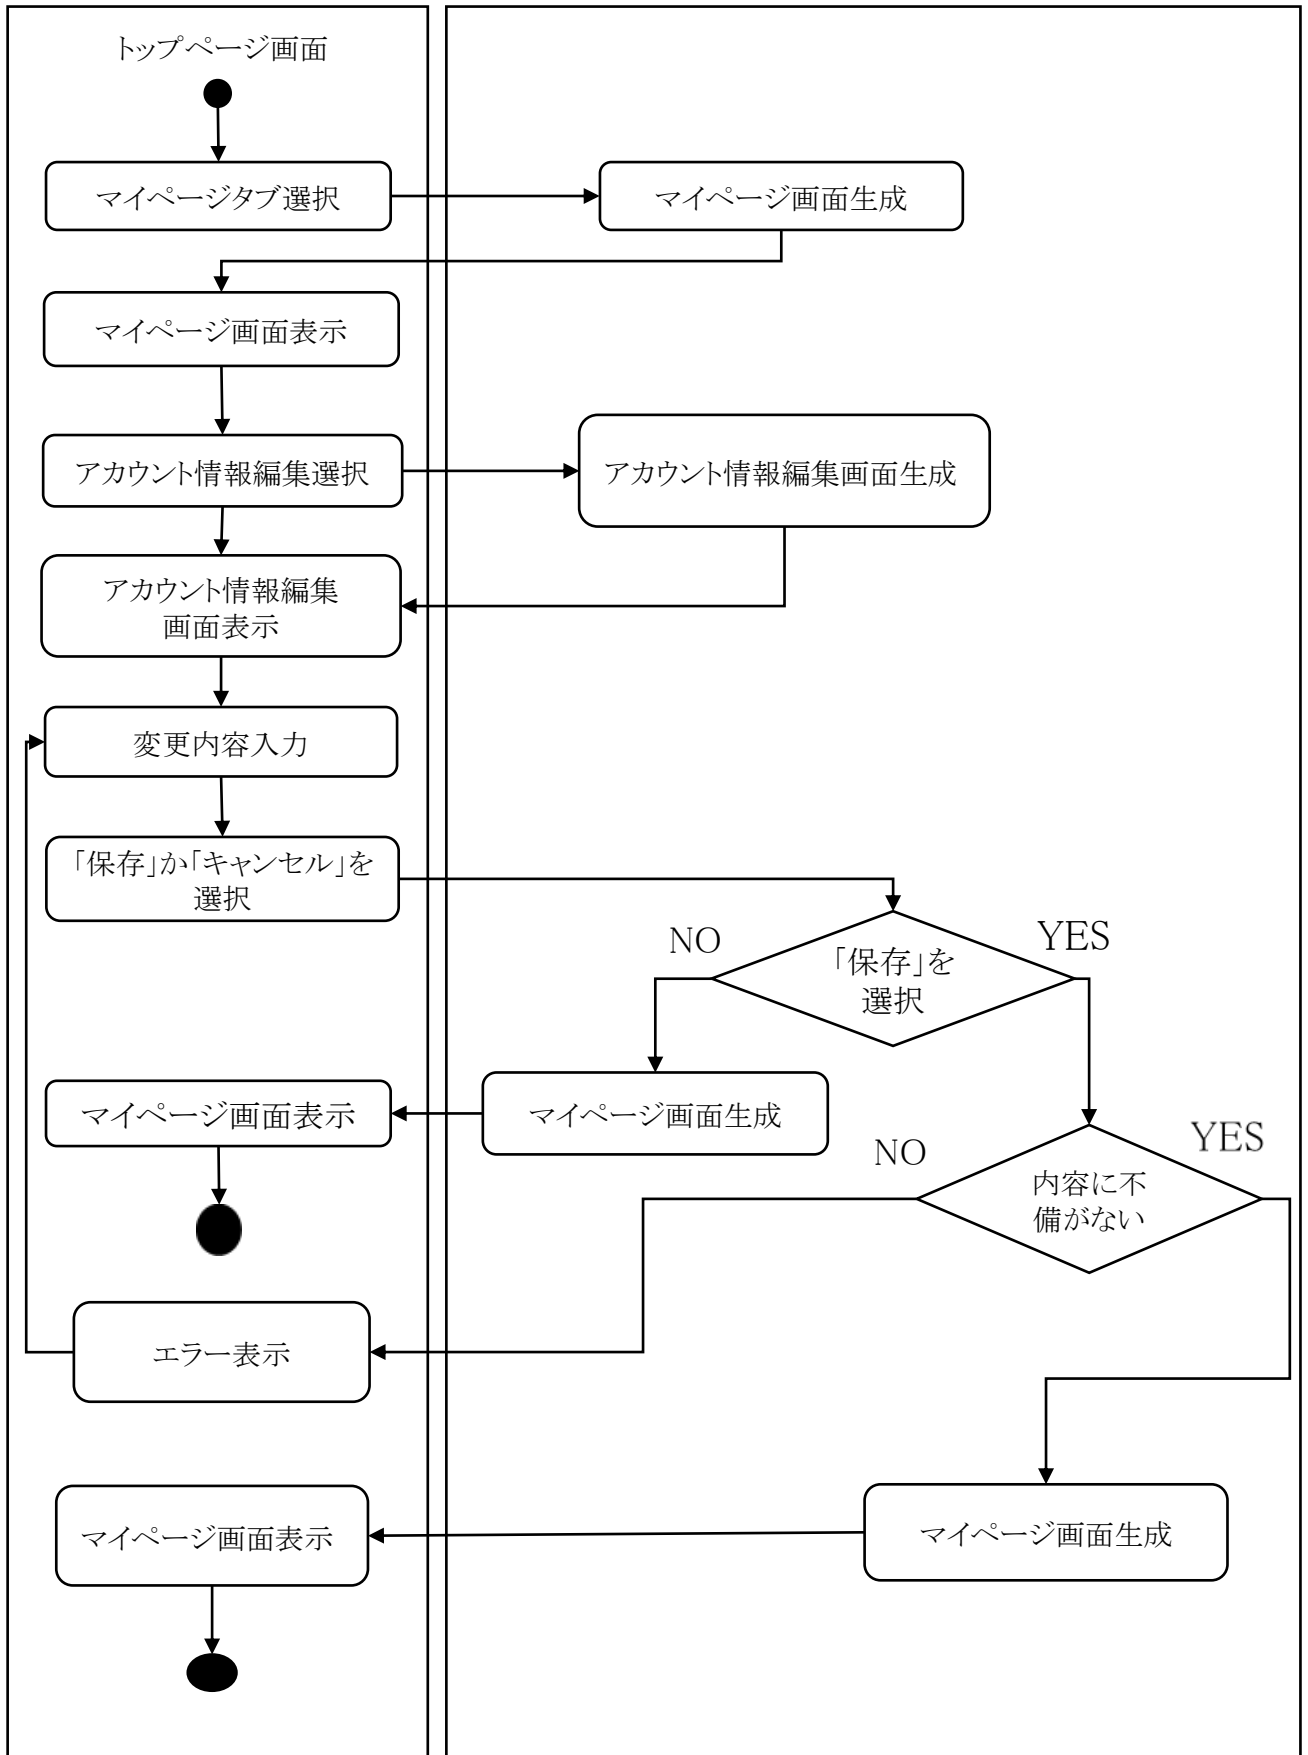 トップページ画面
マイページタブ選択
マイページ画面生成
マイページ画面表示
アカウント情報編集選択
アカウント情報編集画面生成
アカウント情報編集
画面表示
変更内容入力
「保存」か「キャンセル」を
選択
NO
YES
「保存」を
選択
マイページ画面表示
マイページ画面生成
NO
YES
内容に不
備がない
エラー表示
マイページ画面表示
マイページ画面生成